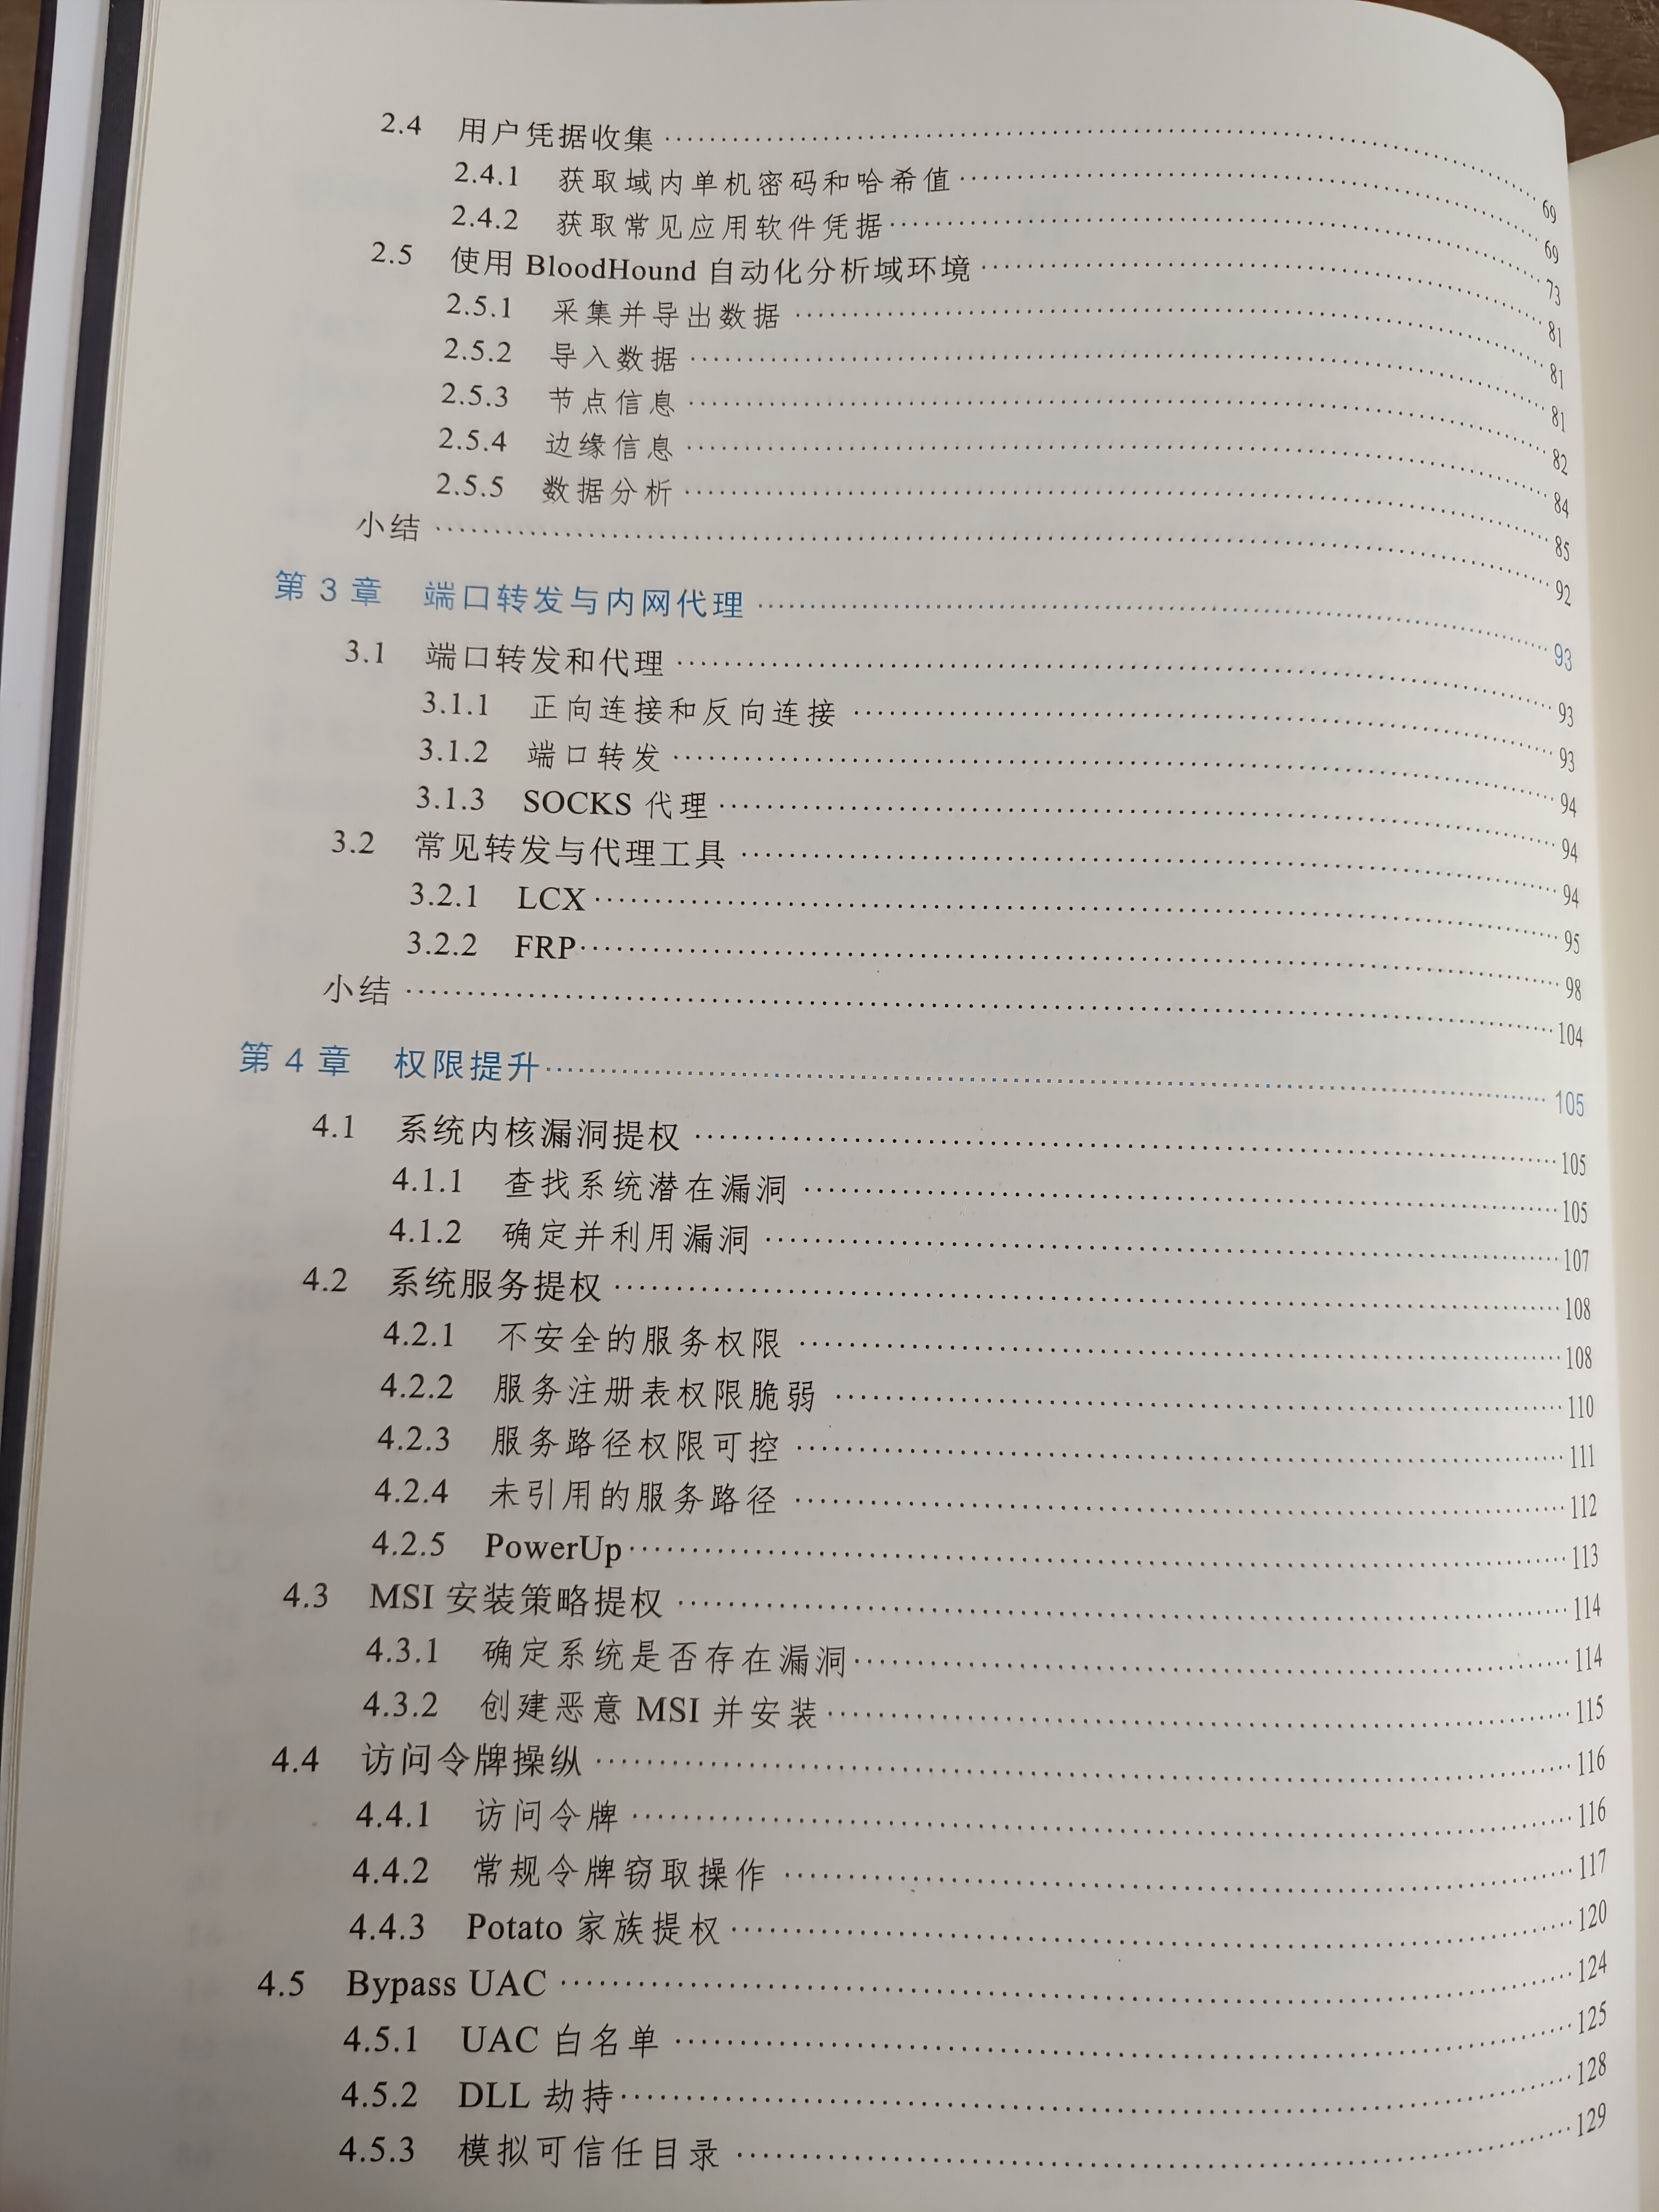 2.4 用户凭据收集 69
2.4.1 获取域内单机密码和哈希值 69
2.4.2 获取常见应用软件凭据 73
2.5 使用 BloodHound 自动化分析域环境 81
2.5.1 采集并导出数据 81
2.5.2 导入数据 81
2.5.3 节点信息 82
2.5.4 边缘信息 84
2.5.5 数据分析 85
小结 92
第 3 章 端口转发与内网代理 93
3.1 端口转发和代理 93
3.1.1 正向连接和反向连接 93
3.1.2 端口转发 94
3.1.3 SOCKS 代理 94
3.2 常见转发与代理工具 94
3.2.1 LCX 95
3.2.2 FRP 98
小结 104
第 4 章 权限提升 105
4.1 系统内核漏洞提权 105
4.1.1 查找系统潜在漏洞 105
4.1.2 确定并利用漏洞 107
4.2 系统服务提权 108
4.2.1 不安全的服务权限 108
4.2.2 服务注册表权限脆弱 110
4.2.3 服务路径权限可控 111
4.2.4 未引用的服务路径 112
4.2.5 PowerUp 113
4.3 MSI 安装策略提权 114
4.3.1 确定系统是否存在漏洞 114
4.3.2 创建恶意 MSI 并安装 115
4.4 访问令牌操纵 116
4.4.1 访问令牌 116
4.4.2 常规令牌窃取操作 117
4.4.3 Potato 家族提权 120
4.5 Bypass UAC 124
4.5.1 UAC 白名单 125
4.5.2 DLL 劫持 128
4.5.3 模拟可信任目录 129